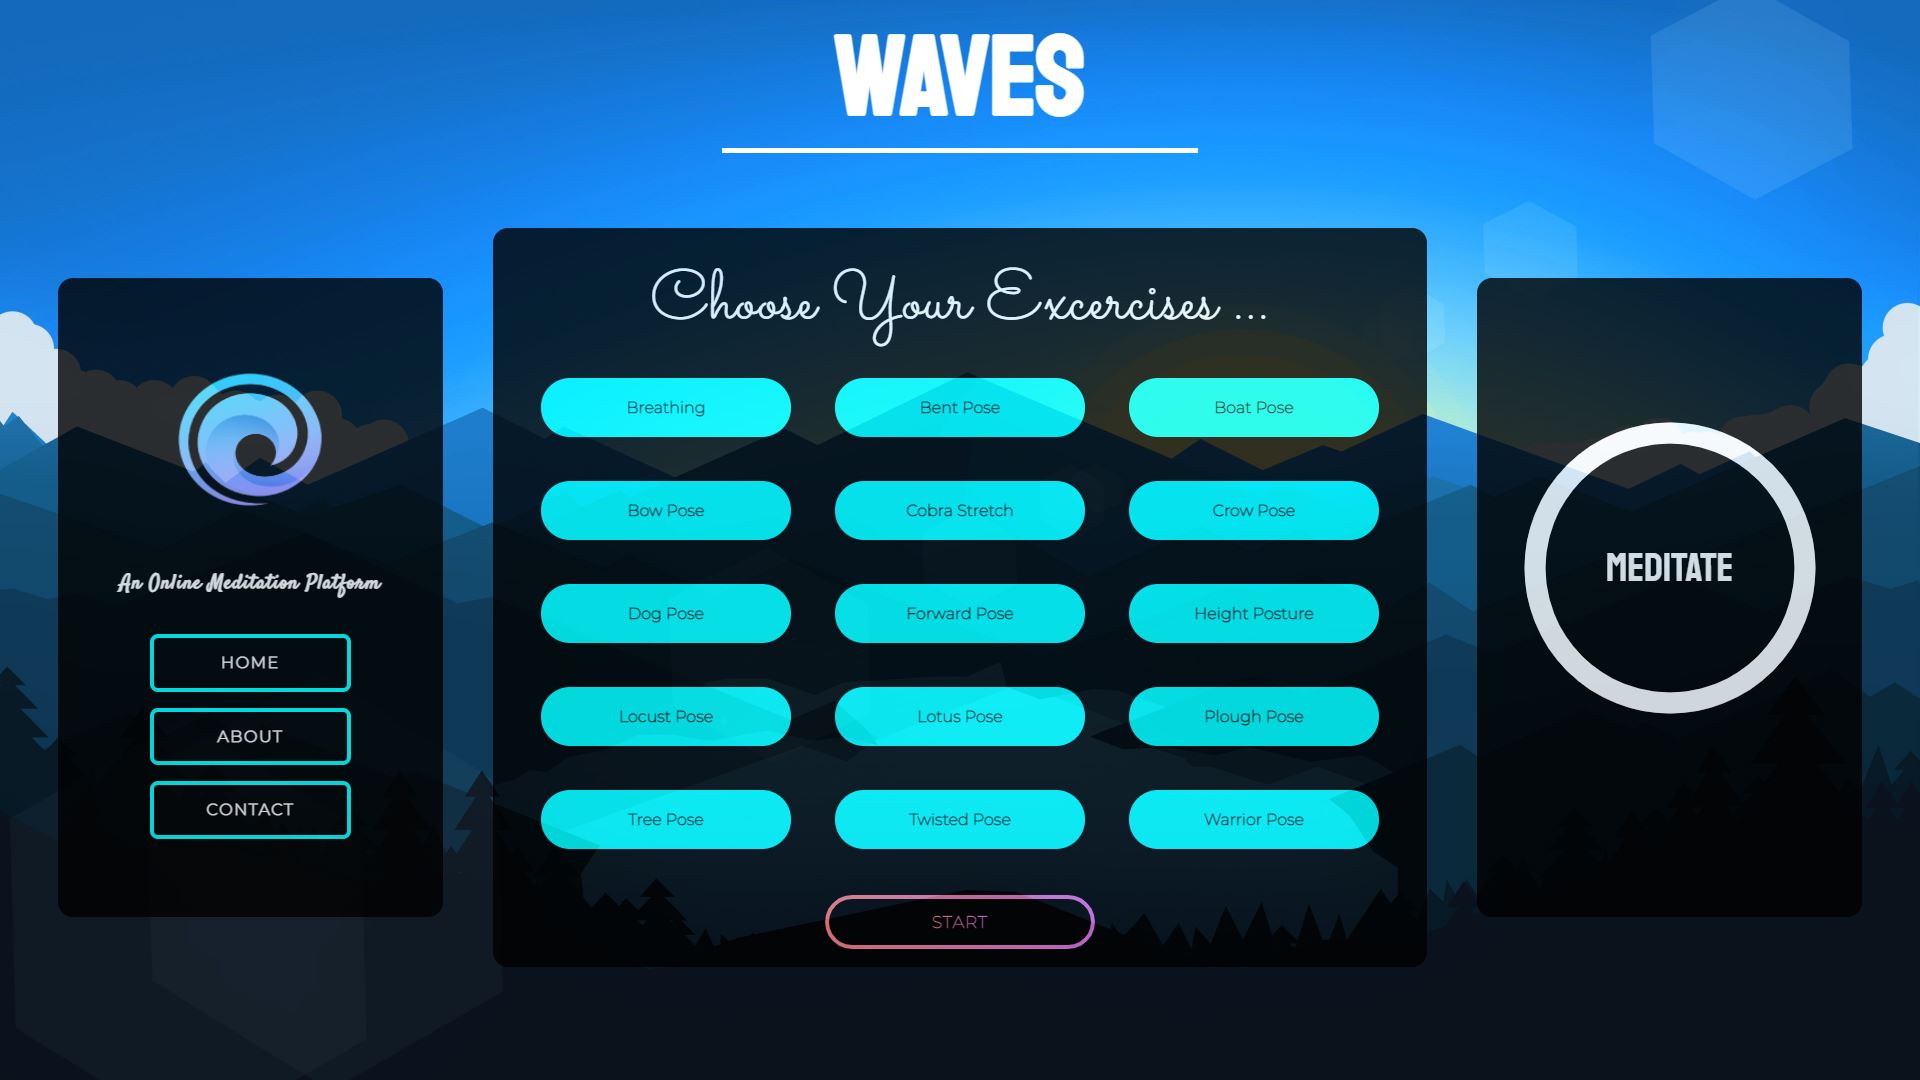 WAVES
Choose Your Excercises ...
Breathing
Bent Pose
Boat Pose
Bow Pose
Cobra Stretch
Crow Pose
Dog Pose
Forward Pose
Height Posture
Locust Pose
Lotus Pose
Plough Pose
Tree Pose
Twisted Pose
Warrior Pose
START
An Online Meditation Platform
HOME
ABOUT
CONTACT
MEDITATE